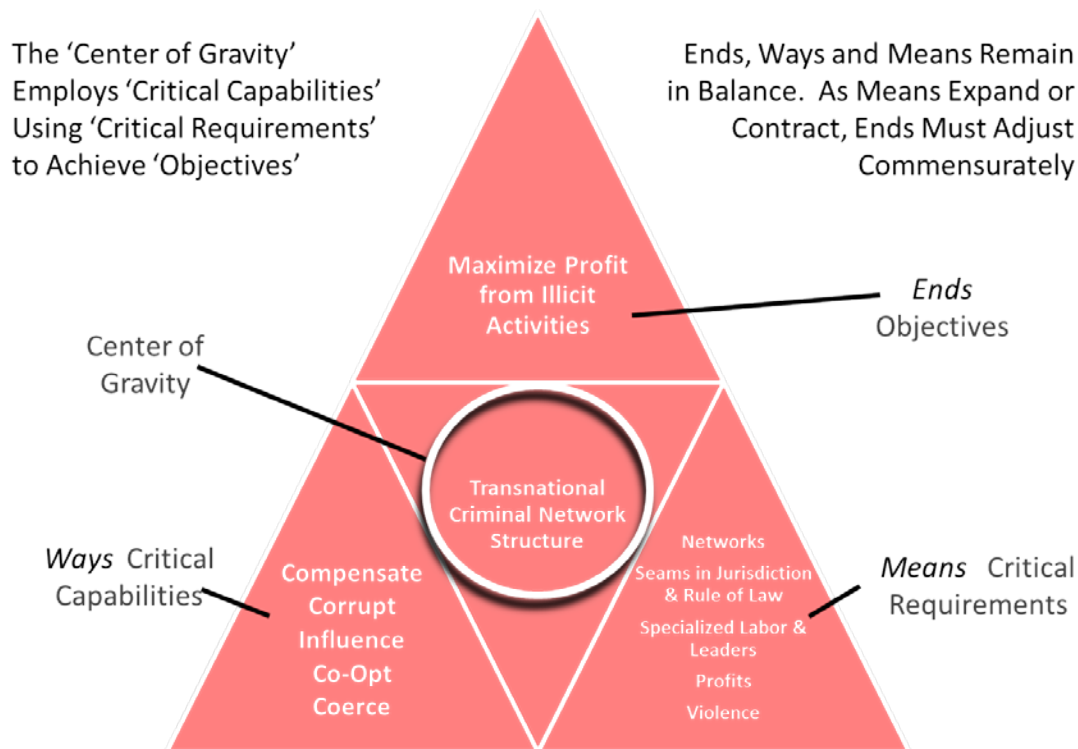 The ‘Center of Gravity’
Employs ‘Critical Capabilities’
Using ‘Critical Requirements’
to Achieve ‘Objectives’
Ends, Ways and Means Remain
in Balance.  As Means Expand or
Contract, Ends Must Adjust
Commensurately
Maximize Profit
from Illicit
Activities
Ends
Objectives
Center of
Gravity
Transnational
Criminal Network
Structure
Ways Critical
Capabilities
Compensate
Corrupt
Influence
Co-Opt
Coerce
Networks
Seams in Jurisdiction
& Rule of Law
Specialized Labor &
Leaders
Profits
Violence
Means Critical
Requirements